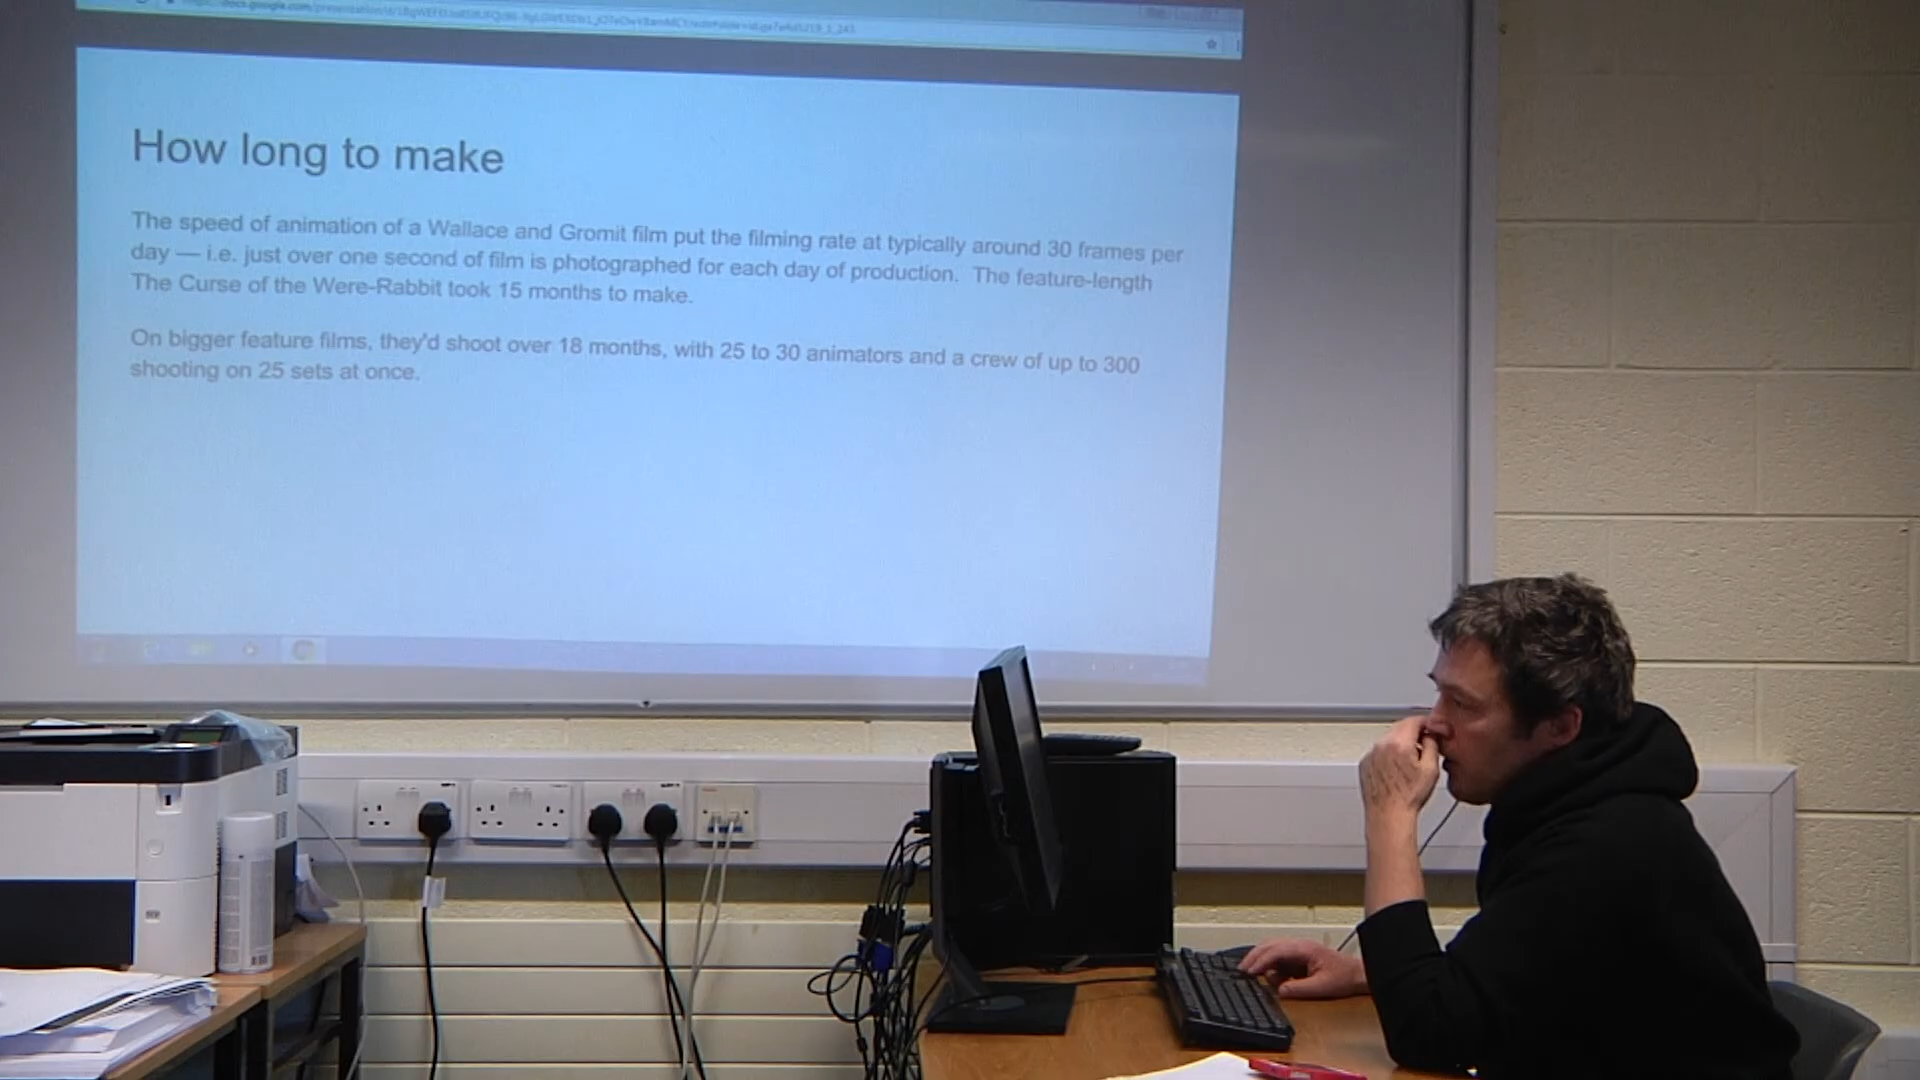 How long to make
The speed of animation of a Wallace and Gromit film put the filming rate at typically around 30 frames per
day — i.e. just over one second of film is photographed for each day of production. The feature-length
The Curse of the Were-Rabbit took 15 months to make.
On bigger feature films, they'd shoot over 18 months, with 25 to 30 animators and a crew of up to 300
shooting on 25 sets at once.